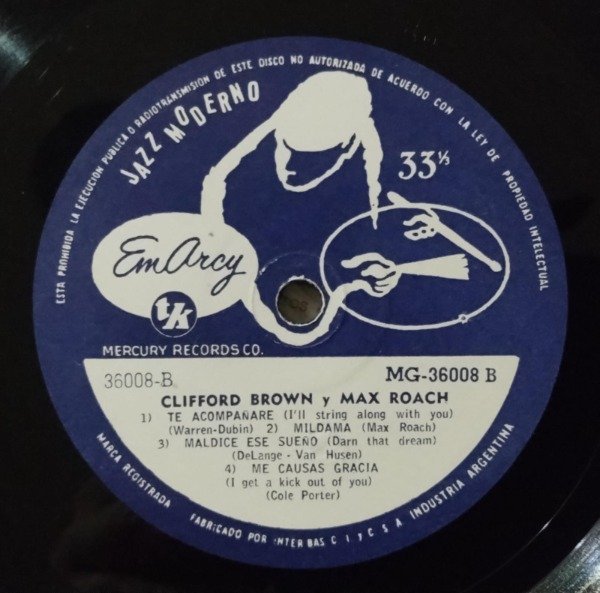 ESTA PROHIBIDA LA EJECUCION PUBLICA O RADIOTRANSMISION DE ESTE DISCO NO AUTORIZADA DE ACUERDO CON LA LEY DE PROPIEDAD INTELECTUAL
JAZZ MODERNO
33⅓
EmArcy
tk
MERCURY RECORDS CO.
36008-B
MG-36008 B
CLIFFORD BROWN y MAX ROACH
1) TE ACOMPAÑARE (I'll string along with you)
(Warren-Dubin) 2) MILDAMA (Max Roach)
3) MALDICE ESE SUEÑO (Darn that dream)
(DeLange - Van Husen)
4) ME CAUSAS GRACIA
(I get a kick out of you)
(Cole Porter)
MARCA REGISTRADA
FABRICADO POR INTERBAS C I y C S A INDUSTRIA ARGENTINA